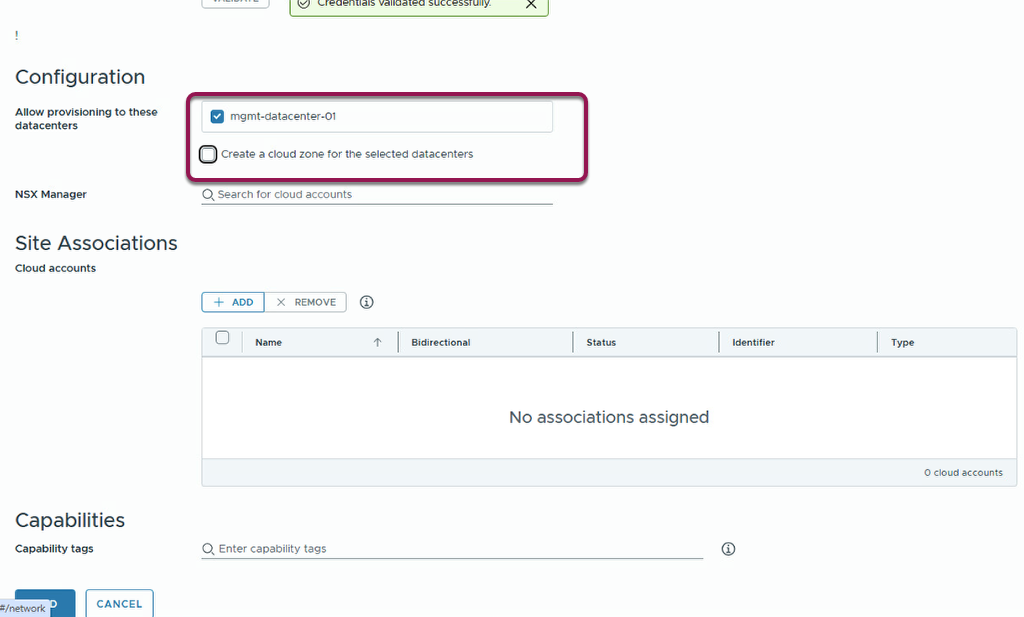 VALIDATE
Credentials validated successfully.
!
Configuration
Allow provisioning to these
datacenters
mgmt-datacenter-01
Create a cloud zone for the selected datacenters
NSX Manager
Search for cloud accounts
Site Associations
Cloud accounts
ADD
REMOVE
Name
Bidirectional
Status
Identifier
Type
No associations assigned
0 cloud accounts
Capabilities
Capability tags
Enter capability tags
CANCEL
#/network